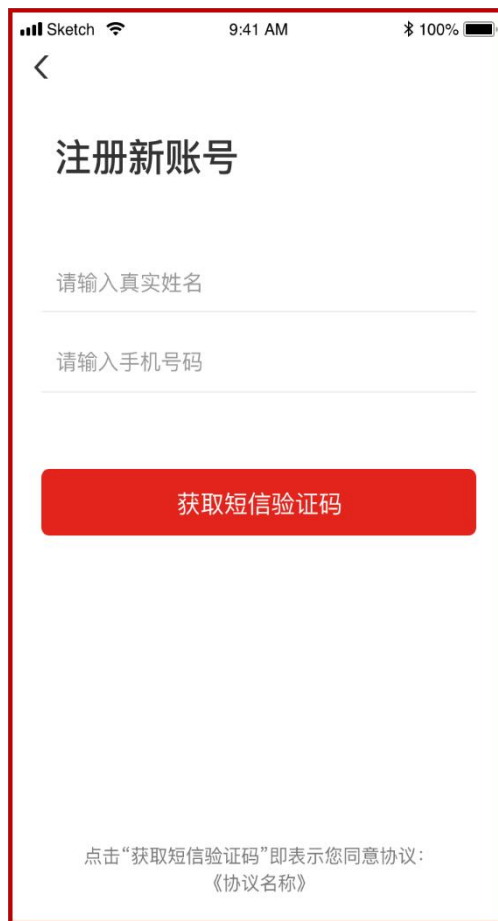 Sketch 9:41 AM 100%
注册新账号
请输入真实姓名
请输入手机号码
获取短信验证码
点击“获取短信验证码”即表示您同意协议：
《协议名称》